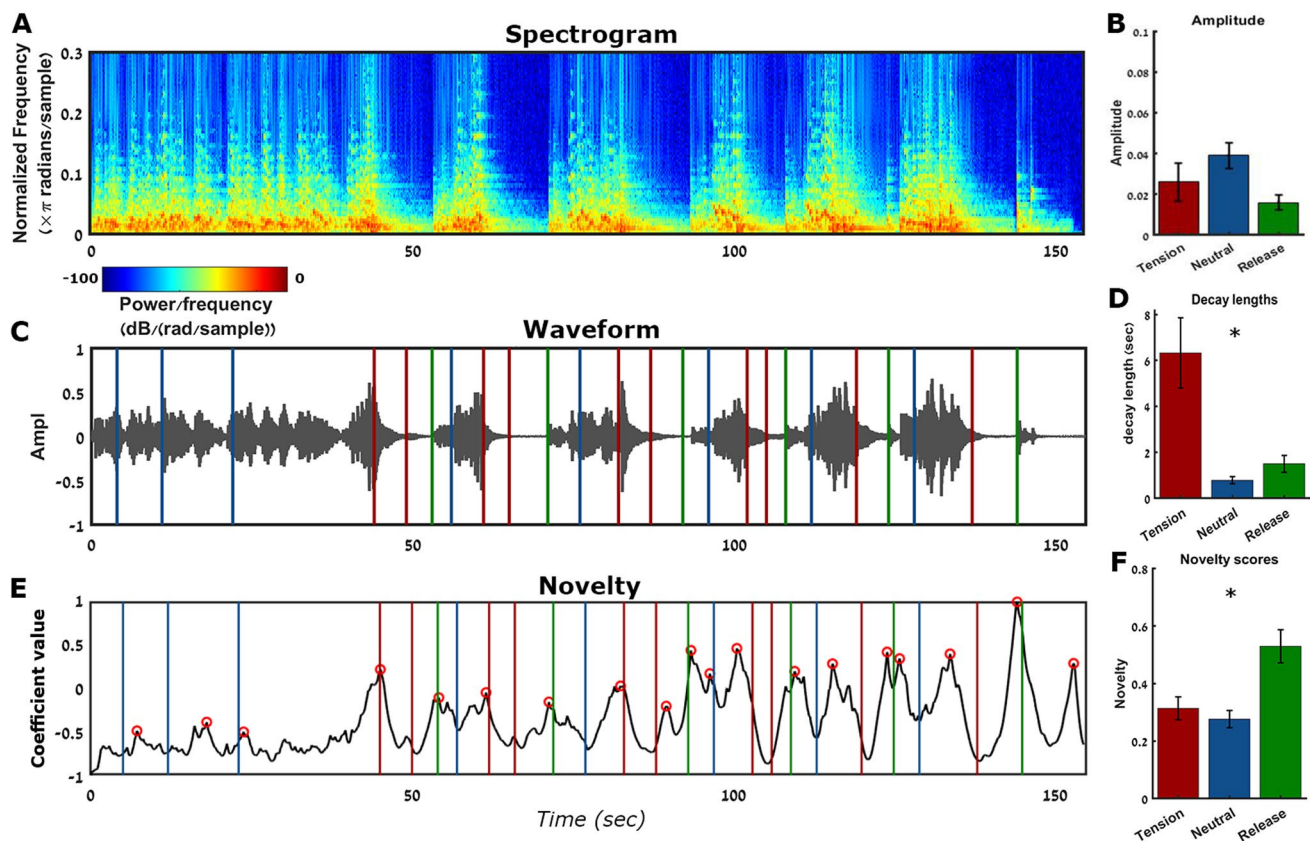 A
Spectrogram
Normalized Frequency
(×π radians/sample)
0.3
0.2
0.1
0
0
50
100
150
-100
0
Power/frequency
(dB/(rad/sample))
B
Amplitude
Amplitude
0.1
0.08
0.06
0.04
0.02
0
Tension
Neutral
Release
C
Waveform
Ampl
1
0.5
0
-0.5
-1
0
50
100
150
D
Decay lengths
decay length (sec)
8
6
4
2
0
*
Tension
Neutral
Release
E
Novelty
Coefficient value
1
0.5
0
-0.5
-1
0
50
100
150
Time (sec)
F
Novelty scores
Novelty
0.8
0.6
0.4
0.2
0
*
Tension
Neutral
Release